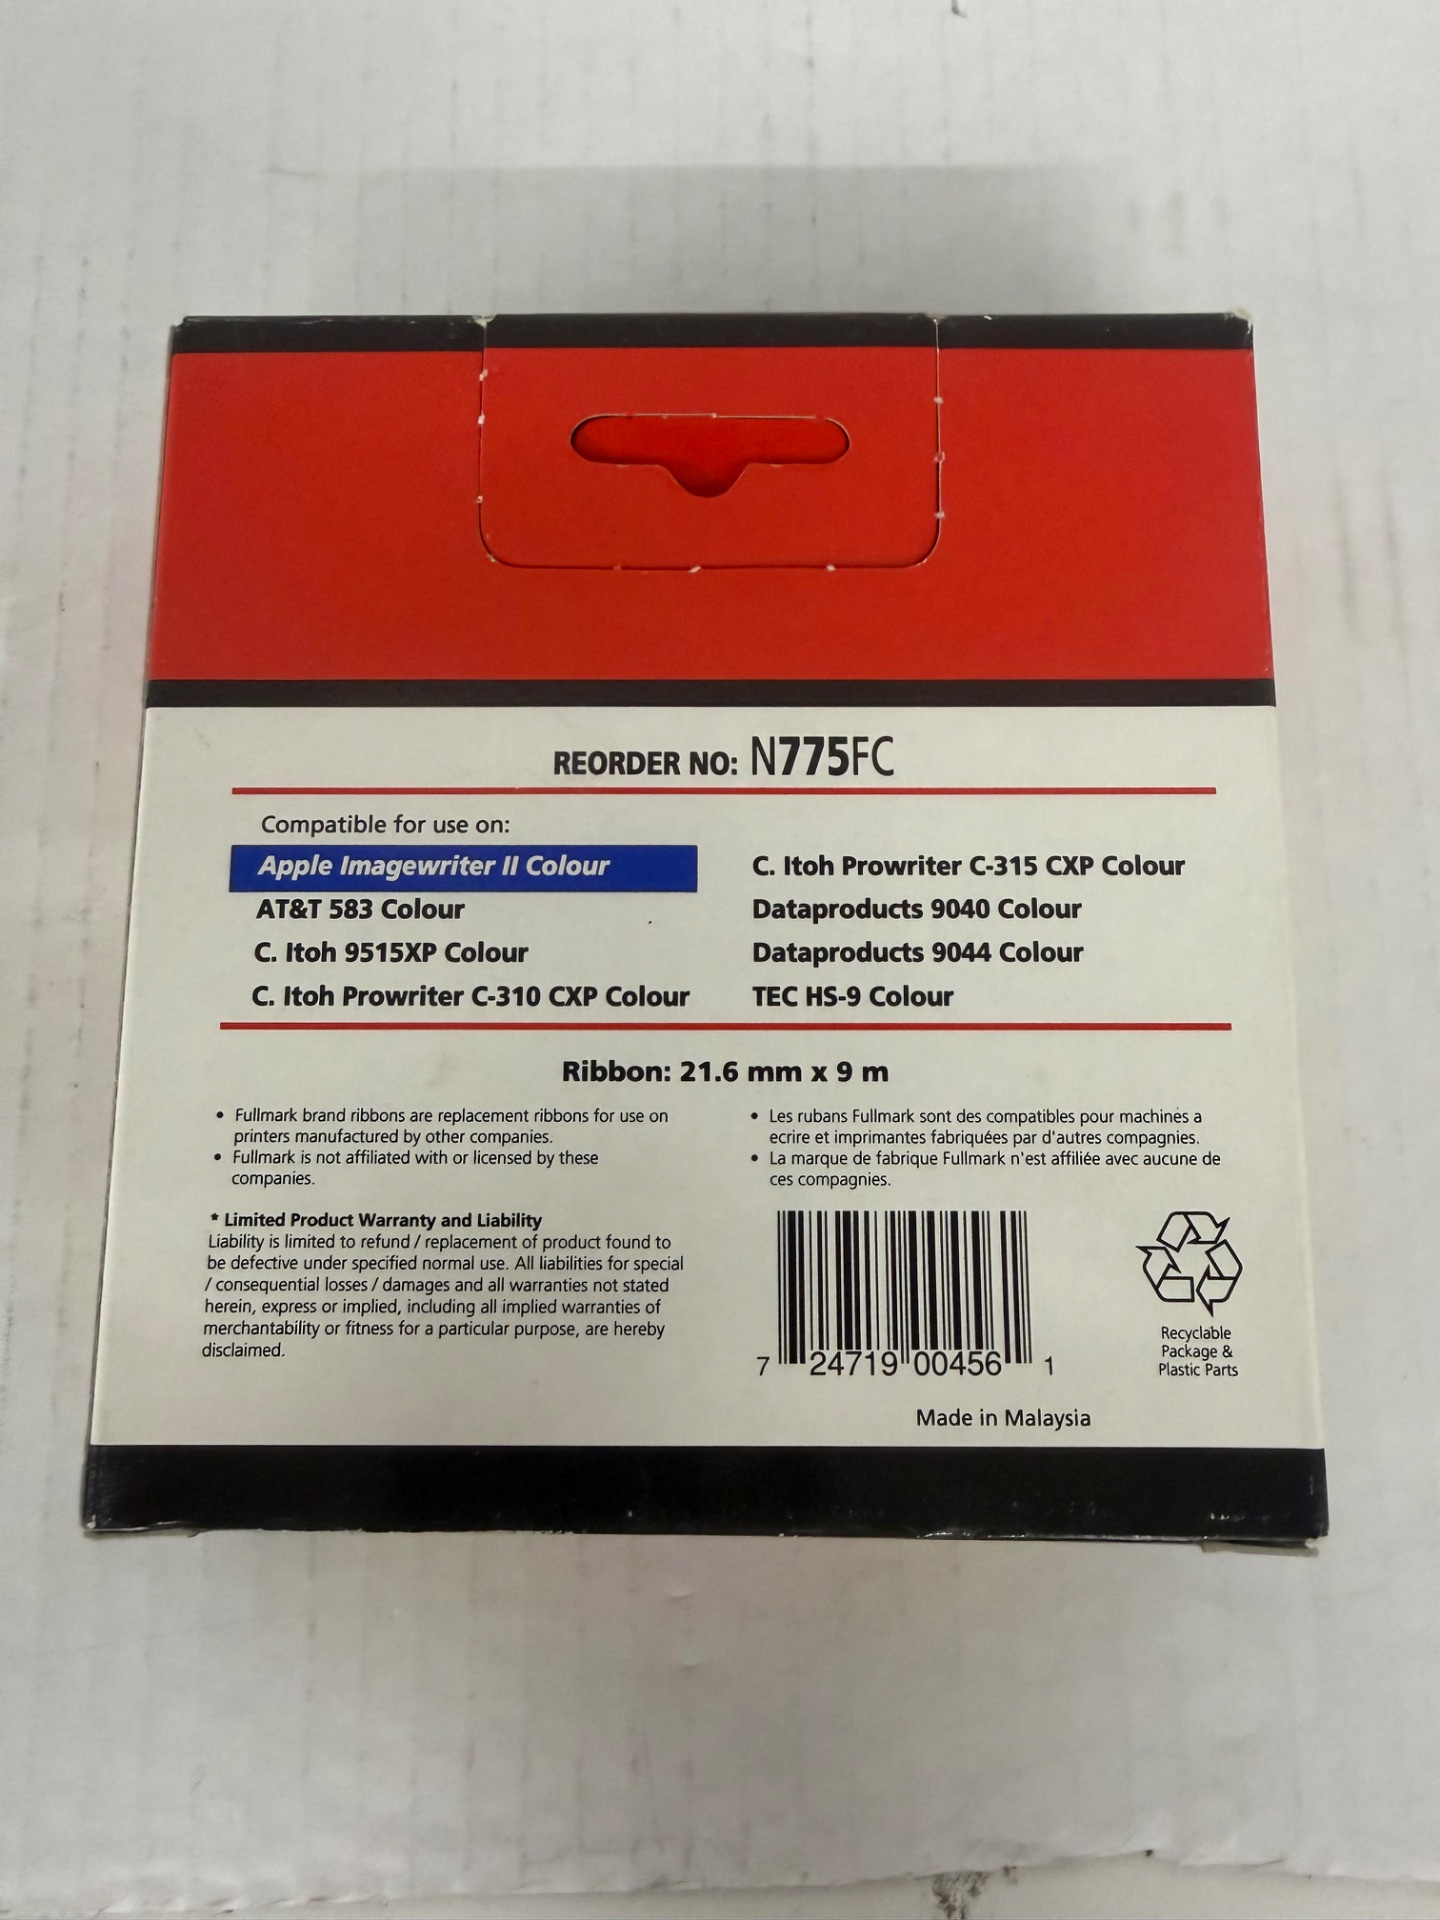 REORDER NO: N775FC
Compatible for use on:
Apple Imagewriter II Colour
AT&T 583 Colour
C. Itoh 9515XP Colour
C. Itoh Prowriter C-310 CXP Colour
C. Itoh Prowriter C-315 CXP Colour
Dataproducts 9040 Colour
Dataproducts 9044 Colour
TEC HS-9 Colour
Ribbon: 21.6 mm x 9 m
• Fullmark brand ribbons are replacement ribbons for use on
printers manufactured by other companies.
• Fullmark is not affiliated with or licensed by these
companies.
* Limited Product Warranty and Liability
Liability is limited to refund / replacement of product found to
be defective under specified normal use. All liabilities for special
/ consequential losses / damages and all warranties not stated
herein, express or implied, including all implied warranties of
merchantability or fitness for a particular purpose, are hereby
disclaimed.
• Les rubans Fullmark sont des compatibles pour machines a
ecrire et imprimantes fabriquées par d'autres compagnies.
• La marque de fabrique Fullmark n'est affiliée avec aucune de
ces compagnies.
7 24719 00456 1
Recyclable
Package &
Plastic Parts
Made in Malaysia